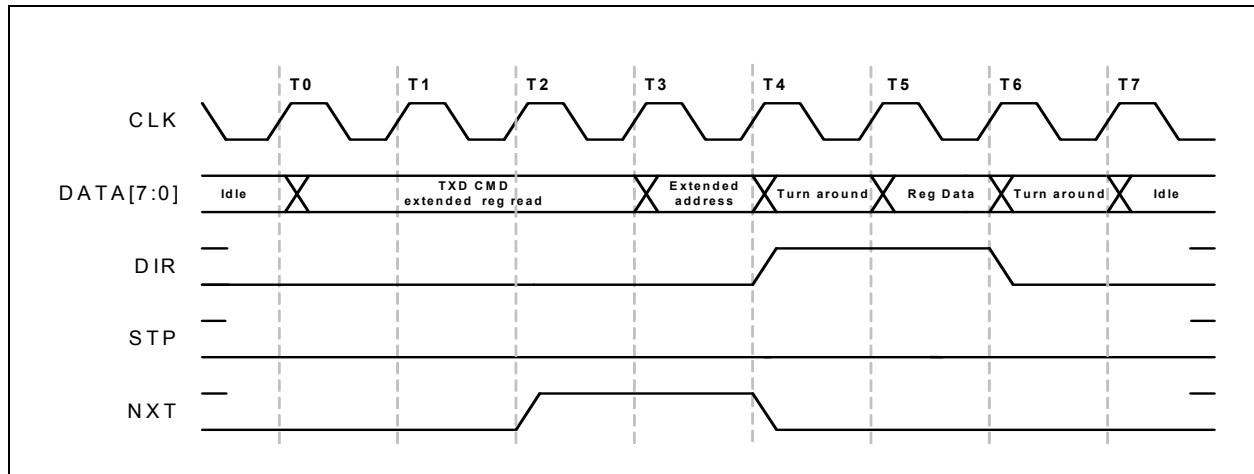 T0 T1 T2 T3 T4 T5 T6 T7
CLK
DATA[7:0]
Idle
TXD CMD
extended reg read
Extended
address
Turn around
Reg Data
Turn around
Idle
DIR
STP
NXT